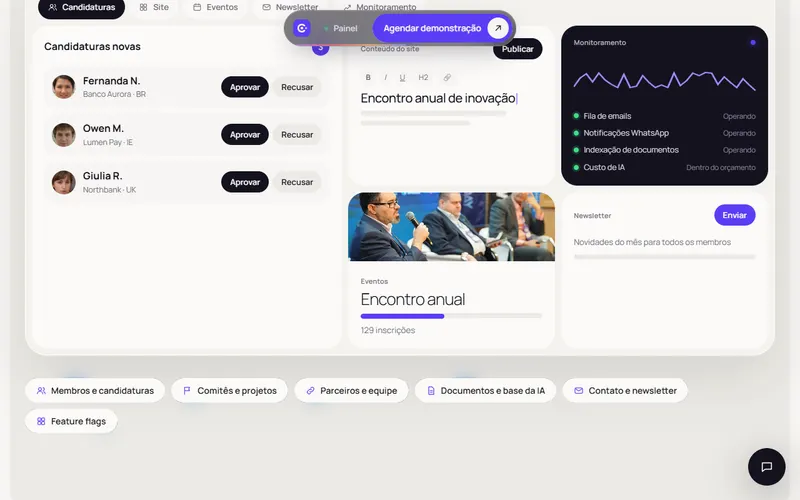 Candidaturas
Site
Eventos
Newsletter
Monitoramento
Painel
Agendar demonstração
Candidaturas novas
3
Fernanda N.
Banco Aurora · BR
Aprovar
Recusar
Owen M.
Lumen Pay · IE
Aprovar
Recusar
Giulia R.
Northbank · UK
Aprovar
Recusar
Conteúdo do site
Publicar
B I U H2
Encontro anual de inovação
Eventos
Encontro anual
129 inscrições
Monitoramento
Fila de emails
Operando
Notificações WhatsApp
Operando
Indexação de documentos
Operando
Custo de IA
Dentro do orçamento
Newsletter
Enviar
Novidades do mês para todos os membros
Membros e candidaturas
Comitês e projetos
Parceiros e equipe
Documentos e base da IA
Contato e newsletter
Feature flags